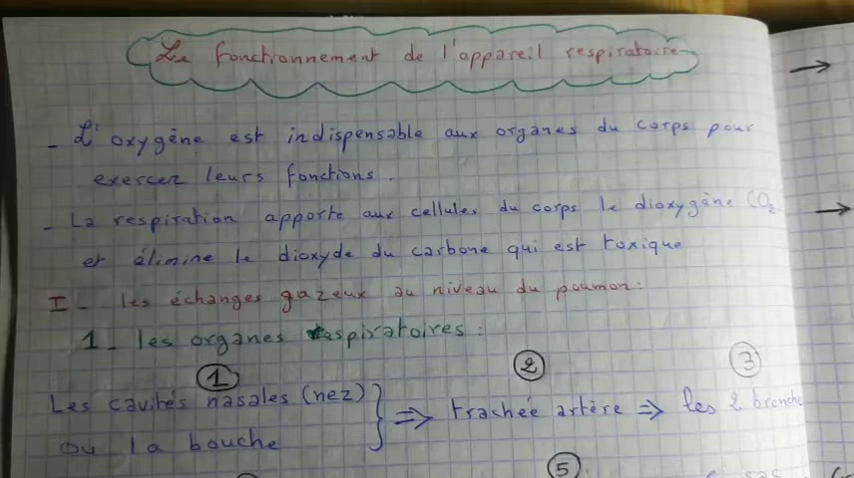 Le fonctionnement de l'appareil respiratoire
- L'oxygène est indispensable aux organes du corps pour
exercer leurs fonctions.
- La respiration apporte aux cellules du corps le dioxygène (O₂
et élimine le dioxyde du carbone qui est toxique
I - les échanges gazeux au niveau du poumon:
1 - les organes respiratoires:
① ② ③
Les cavités nasales (nez) } ⇒ trachée artère ⇒ les 2 bronche
ou la bouche
⑤